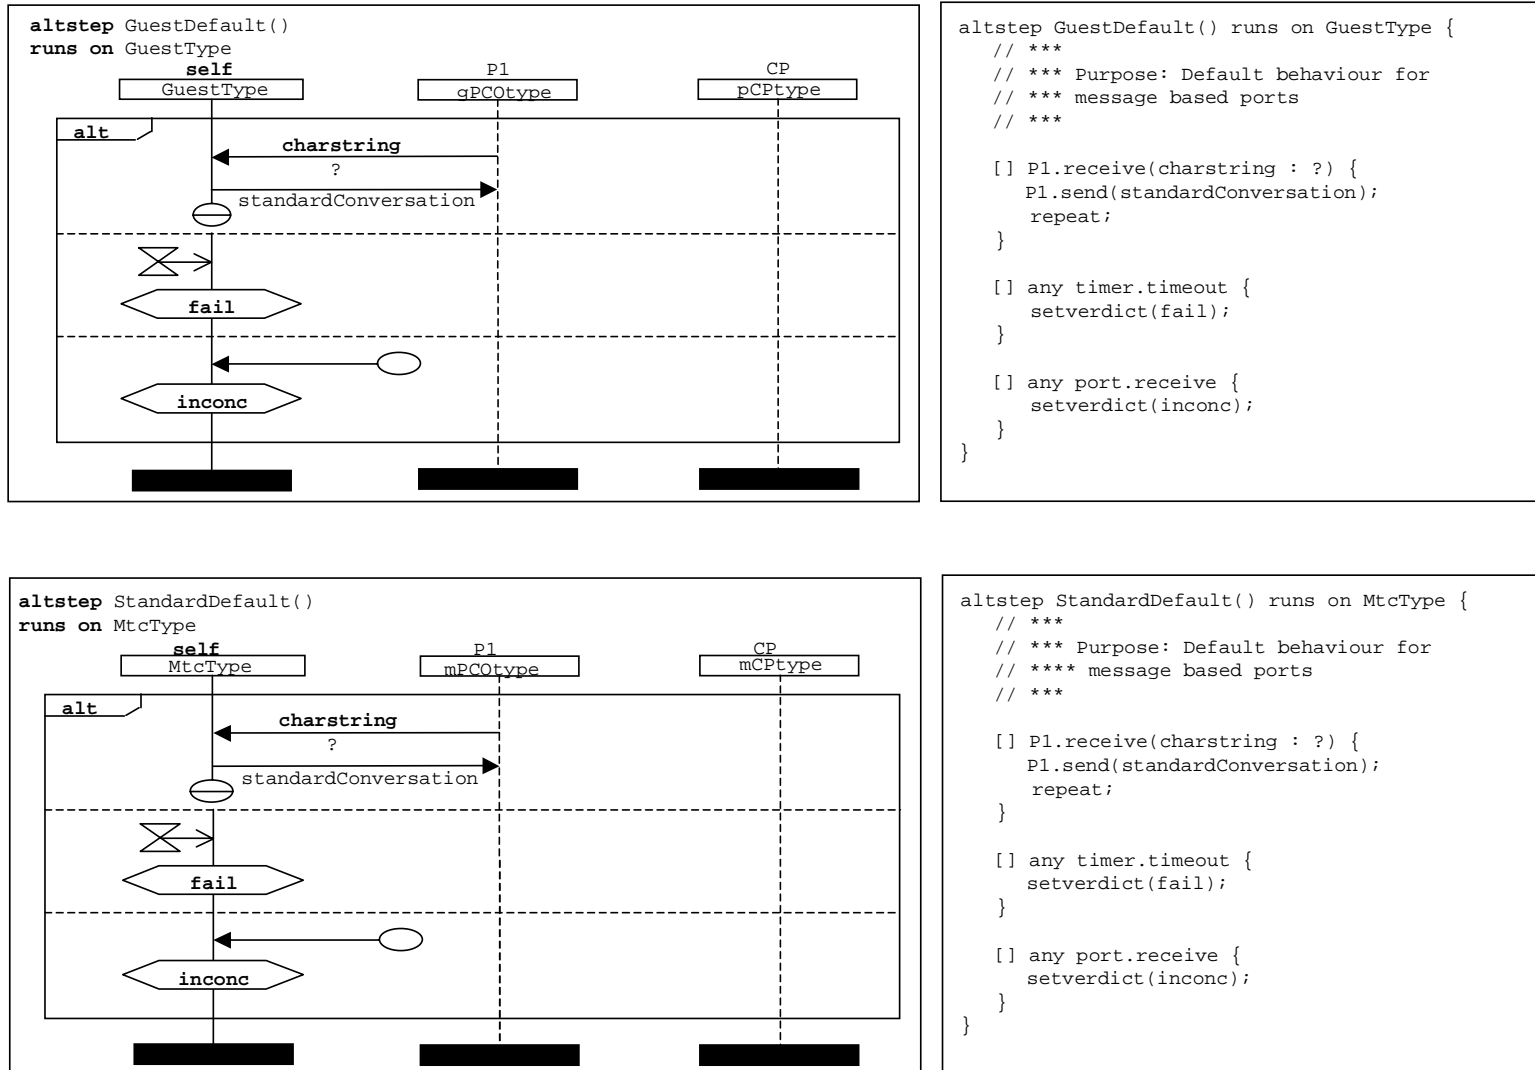 altstep GuestDefault()
runs on GuestType
self P1 CP
GuestType gPCOtype pCPtype
alt
charstring
?
standardConversation
fail
inconc
altstep GuestDefault() runs on GuestType {
// ***
// *** Purpose: Default behaviour for
// *** message based ports
// ***
[] P1.receive(charstring : ?) {
P1.send(standardConversation);
repeat;
}
[] any timer.timeout {
setverdict(fail);
}
[] any port.receive {
setverdict(inconc);
}
}
altstep StandardDefault()
runs on MtcType
self P1 CP
MtcType mPCOtype mCPtype
alt
charstring
?
standardConversation
fail
inconc
altstep StandardDefault() runs on MtcType {
// ***
// *** Purpose: Default behaviour for
// **** message based ports
// ***
[] P1.receive(charstring : ?) {
P1.send(standardConversation);
repeat;
}
[] any timer.timeout {
setverdict(fail);
}
[] any port.receive {
setverdict(inconc);
}
}